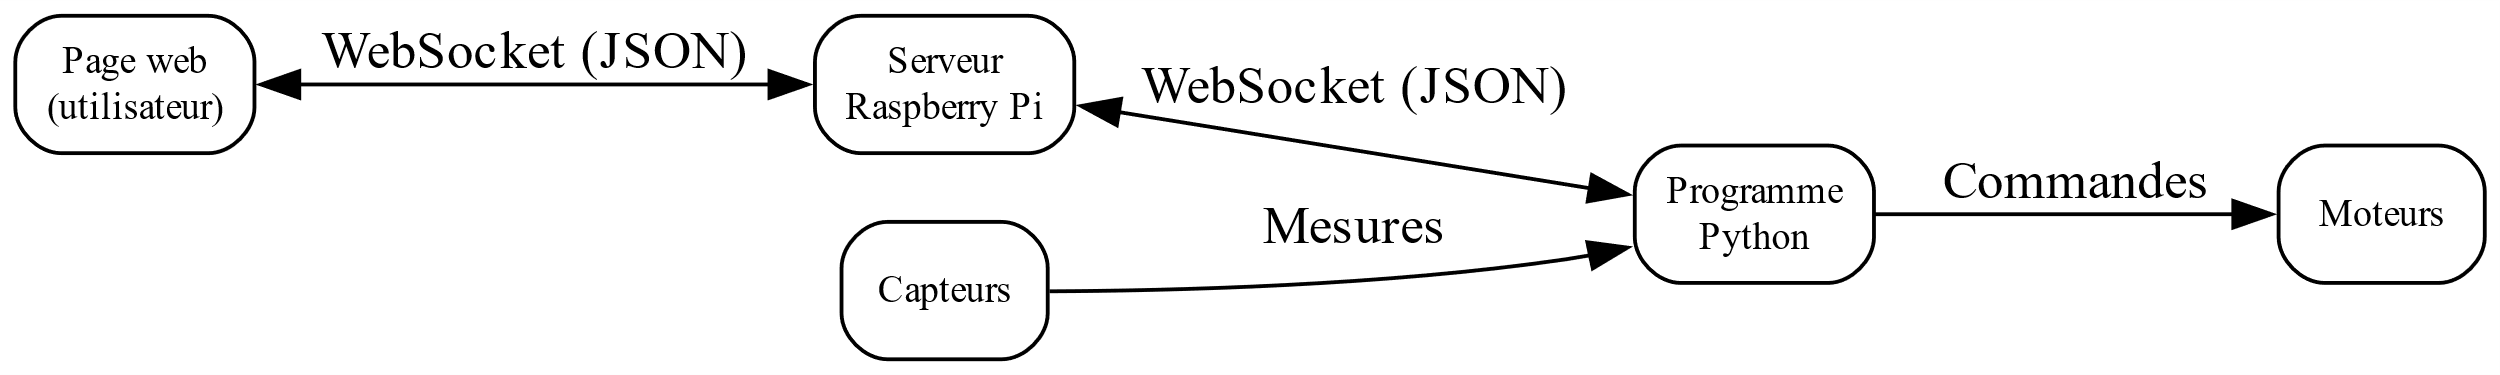 Page web
(utilisateur)
WebSocket (JSON)
Serveur
Raspberry Pi
WebSocket (JSON)
Capteurs
Mesures
Programme
Python
Commandes
Moteurs